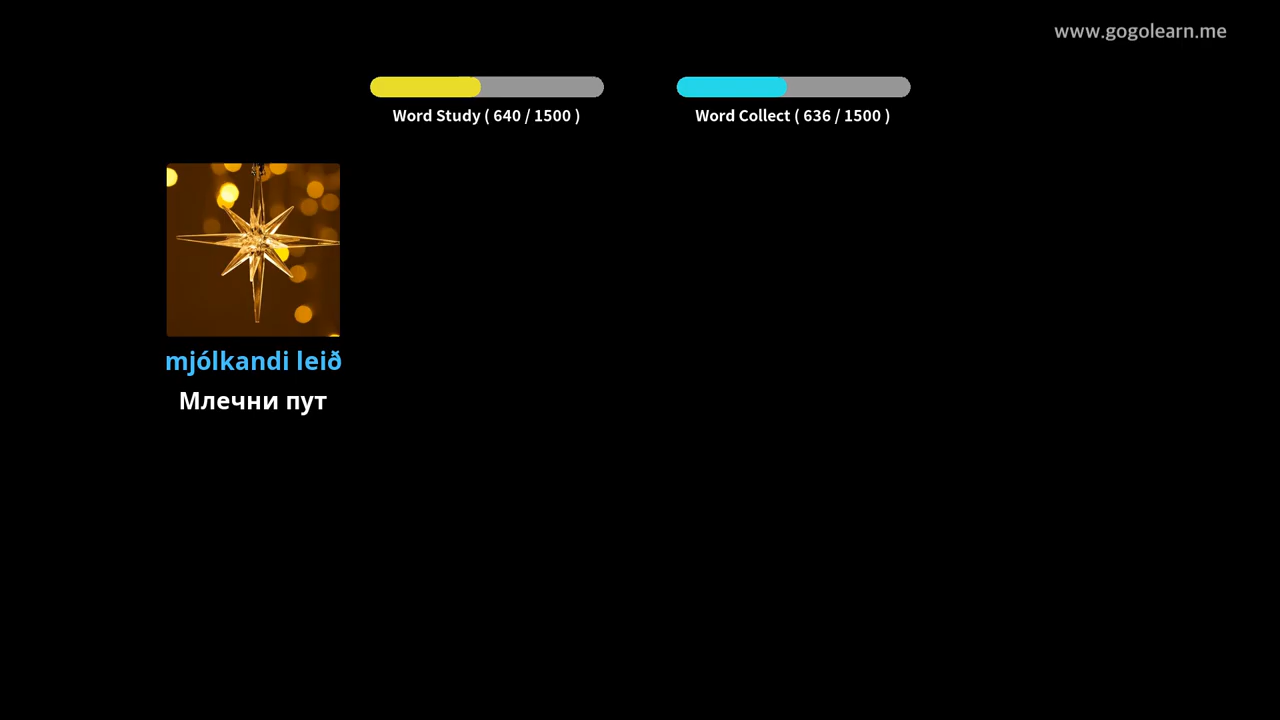 www.gogolearn.me
Word Study ( 640 / 1500 )
Word Collect ( 636 / 1500 )
mjólkandi leið
Млечни пут